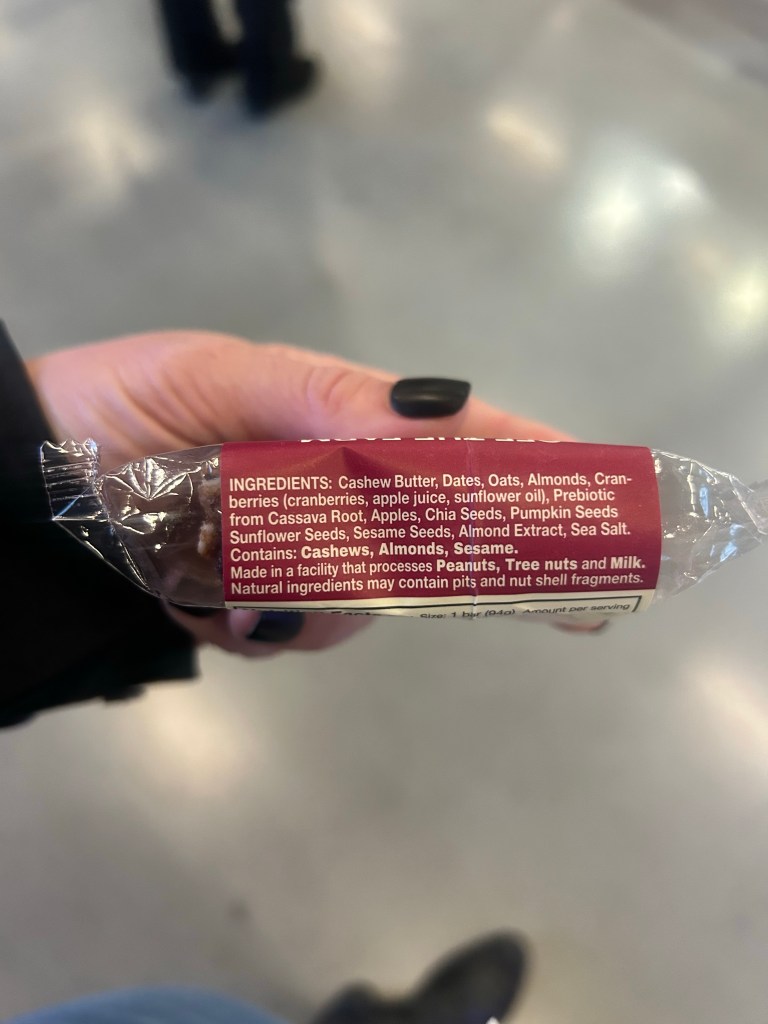 INGREDIENTS: Cashew Butter, Dates, Oats, Almonds, Cran-
berries (cranberries, apple juice, sunflower oil), Prebiotic
from Cassava Root, Apples, Chia Seeds, Pumpkin Seeds
Sunflower Seeds, Sesame Seeds, Almond Extract, Sea Salt.
Contains: Cashews, Almonds, Sesame.
Made in a facility that processes Peanuts, Tree nuts and Milk.
Natural ingredients may contain pits and nut shell fragments.
Size: 1 bar (94g) Amount per serving